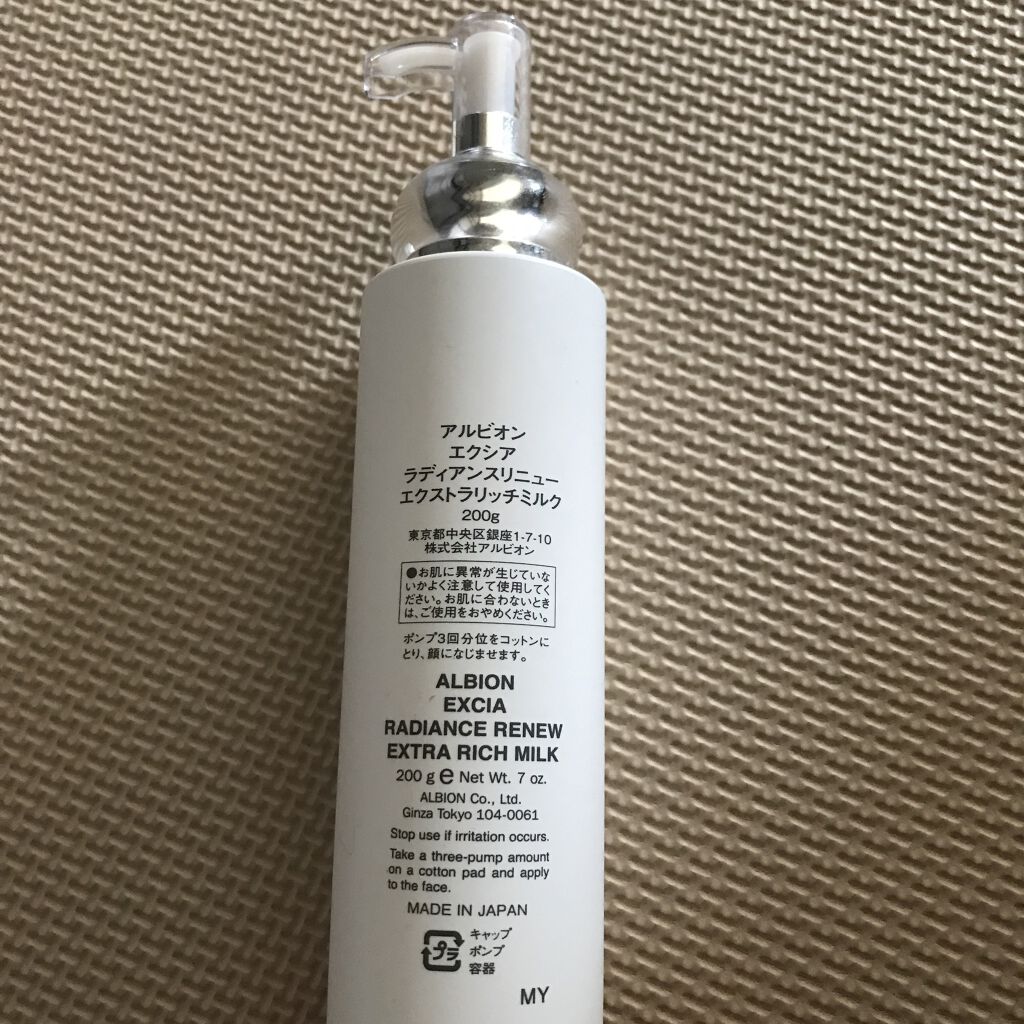 アルビオン
エクシア
ラディアンスリニュー
エクストラリッチミルク
200g
東京都中央区銀座1-7-10
株式会社アルビオン
●お肌に異常が生じていな
いかよく注意して使用してく
ださい。お肌に合わないとき
は、ご使用をおやめください。
ポンプ3回分位をコットンに
とり、顔になじませます。
ALBION
EXCIA
RADIANCE RENEW
EXTRA RICH MILK
200 g e Net Wt. 7 oz.
ALBION Co., Ltd.
Ginza Tokyo 104-0061
Stop use if irritation occurs.
Take a three-pump amount
on a cotton pad and apply
to the face.
MADE IN JAPAN
プラ
キャップ
ポンプ
容器
MY